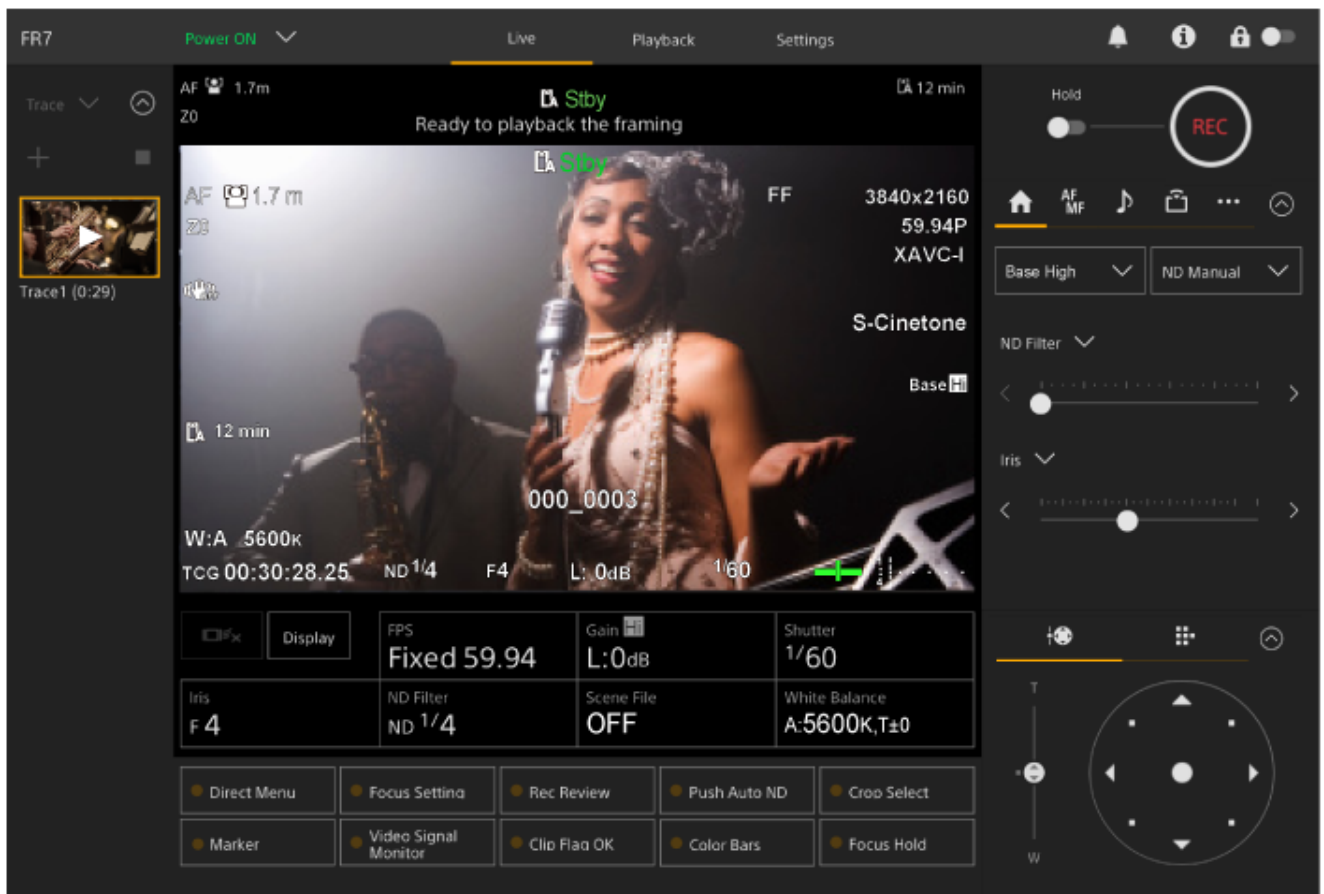 FR7
Power ON
Live
Playback
Settings
Trace
AF 1.7m
Z0
Stby
Ready to playback the framing
12 min
Hold
REC
Stby
AF 1.7 m
Z0
FF
3840x2160
59.94P
XAVC-I
S-Cinetone
Base Hi
12 min
000_0003
W:A 5600K
TCG 00:30:28.25 ND 1/4 F4 L: 0dB 1/60
Trace1 (0:29)
AF
MF
Base High
ND Manual
ND Filter
Iris
Display
FPS
Fixed 59.94
Gain Hi
L:0dB
Shutter
1/60
Iris
F 4
ND Filter
ND 1/4
Scene File
OFF
White Balance
A:5600K,T±0
Direct Menu
Focus Setting
Rec Review
Push Auto ND
Crop Select
Marker
Video Signal
Monitor
Clip Flag OK
Color Bars
Focus Hold
T
W